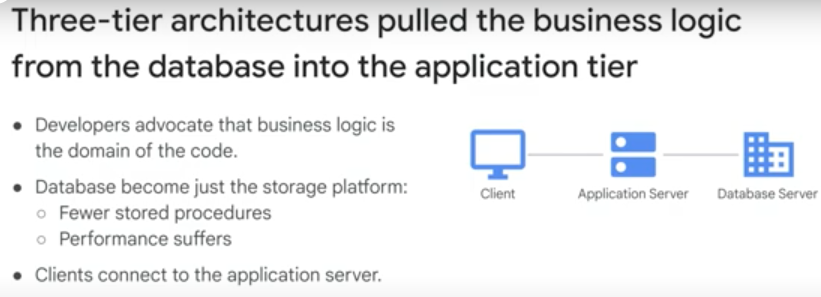 Three-tier architectures pulled the business logic
from the database into the application tier
• Developers advocate that business logic is
the domain of the code.
• Database become just the storage platform:
○ Fewer stored procedures
○ Performance suffers
• Clients connect to the application server.
Client
Application Server
Database Server